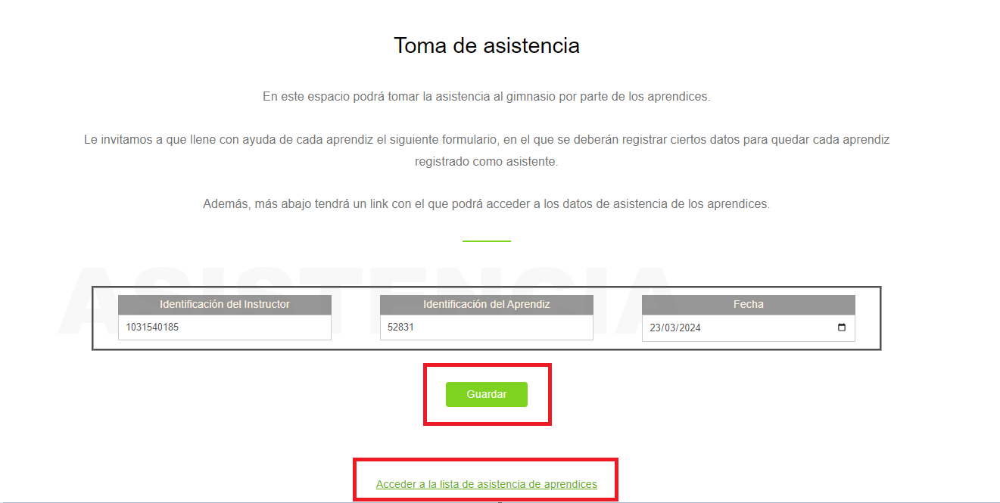 Toma de asistencia
En este espacio podrá tomar la asistencia al gimnasio por parte de los aprendices.
Le invitamos a que llene con ayuda de cada aprendiz el siguiente formulario, en el que se deberán registrar ciertos datos para quedar cada aprendiz
registrado como asistente.
Además, más abajo tendrá un link con el que podrá acceder a los datos de asistencia de los aprendices.
ASISTENCIA
Identificación del Instructor Identificación del Aprendiz Fecha
1031540185 52831 23/03/2024
Guardar
Acceder a la lista de asistencia de aprendices